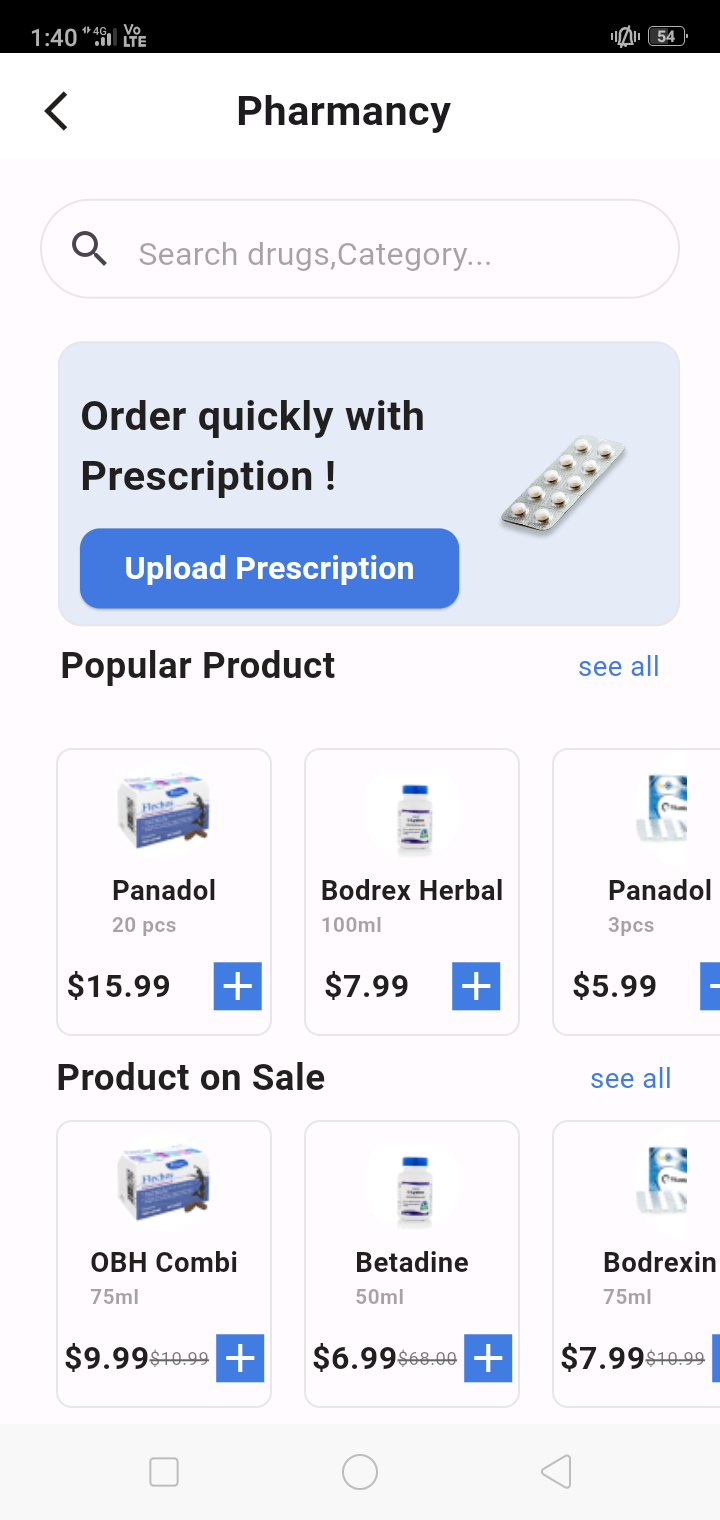 1:40 4G Vo LTE 54
Pharmancy
Search drugs,Category...
Order quickly with
Prescription !
Upload Prescription
Popular Product see all
Flectus
Panadol Bodrex Herbal Panadol
20 pcs 100ml 3pcs
$15.99 $7.99 $5.99
Product on Sale see all
Flectus
OBH Combi Betadine Bodrexin
75ml 50ml 75ml
$9.99 $10.99 $6.99 $68.00 $7.99 $10.99